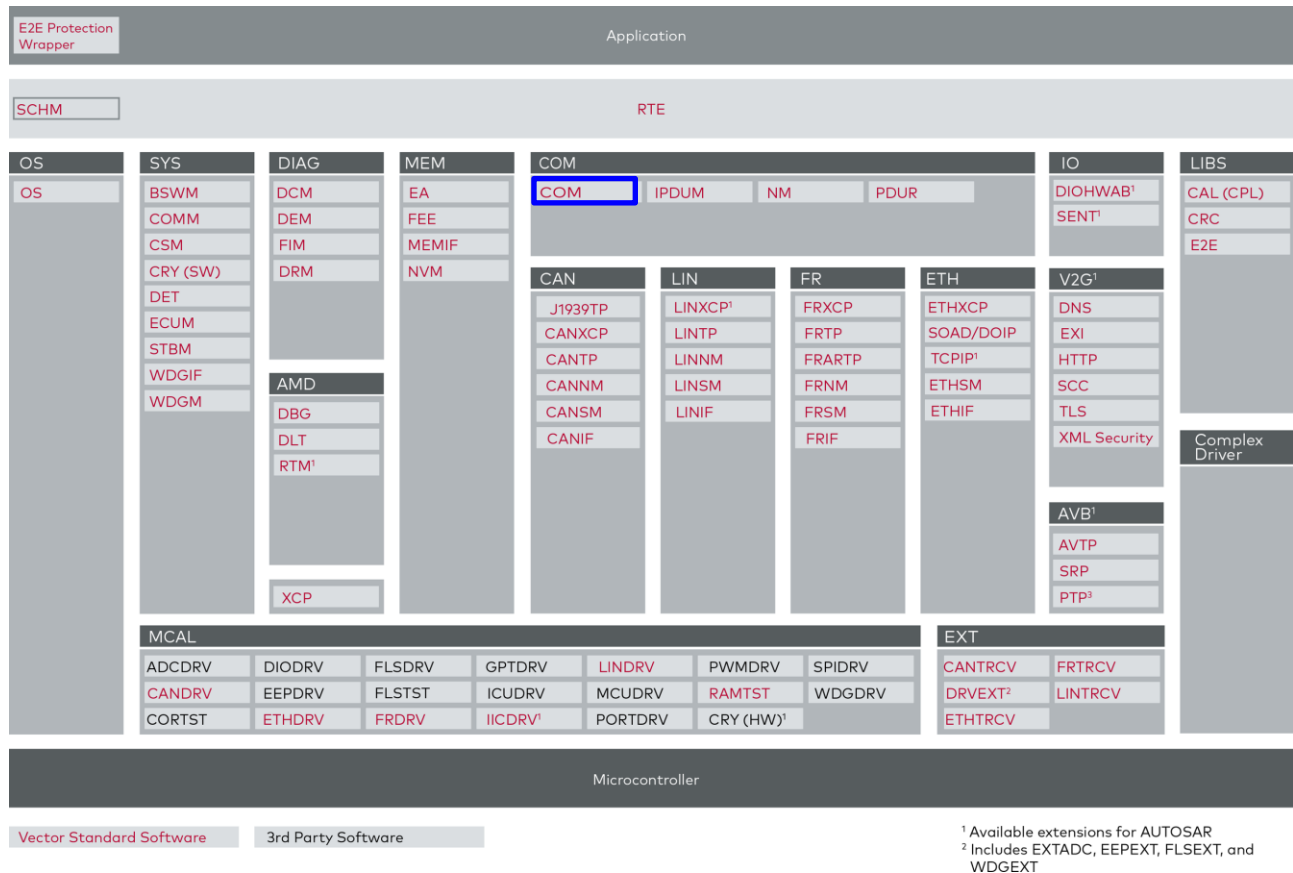 E2E Protection
Wrapper
Application
SCHM
RTE
OS
OS
SYS
BSWM
COMM
CSM
CRY (SW)
DET
ECUM
STBM
WDGIF
WDGM
DIAG
DCM
DEM
FIM
DRM
AMD
DBG
DLT
RTM¹
XCP
MEM
EA
FEE
MEMIF
NVM
COM
COM
IPDUM
NM
PDUR
CAN
J1939TP
CANXCP
CANTP
CANNM
CANSM
CANIF
LIN
LINXCP¹
LINTP
LINNM
LINSM
LINIF
FR
FRXCP
FRTP
FRARTP
FRNM
FRSM
FRIF
ETH
ETHXCP
SOAD/DOIP
TCPIP¹
ETHSM
ETHIF
IO
DIOHWAB¹
SENT¹
V2G¹
DNS
EXI
HTTP
SCC
TLS
XML Security
AVB¹
AVTP
SRP
PTP³
LIBS
CAL (CPL)
CRC
E2E
Complex
Driver
MCAL
ADCDRV DIODRV FLSDRV GPTDRV LINDRV PWMDRV SPIDRV
CANDRV EEPDRV FLSTST ICUDRV MCUDRV RAMTST WDGDRV
CORTST ETHDRV FRDRV IICDRV¹ PORTDRV CRY (HW)¹
EXT
CANTRCV FRTRCV
DRVEXT² LINTRCV
ETHTRCV
Microcontroller
Vector Standard Software
3rd Party Software
¹ Available extensions for AUTOSAR
² Includes EXTADC, EEPEXT, FLSEXT, and
WDGEXT